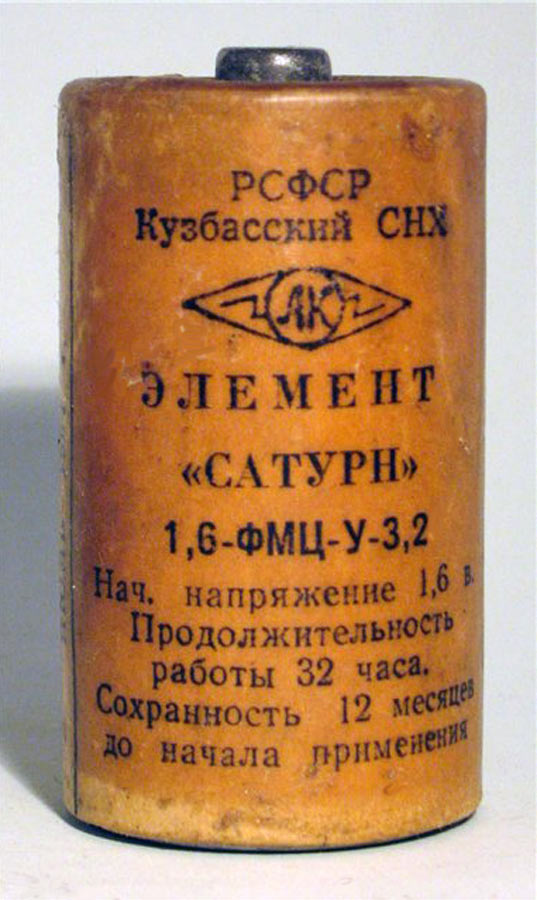 РСФСР
Кузбасский СНХ
ЛК
ЭЛЕМЕНТ
«САТУРН»
1,6-ФМЦ-У-3,2
Нач. напряжение 1,6 в.
Продолжительность
работы 32 часа.
Сохранность 12 месяцев
до начала применения